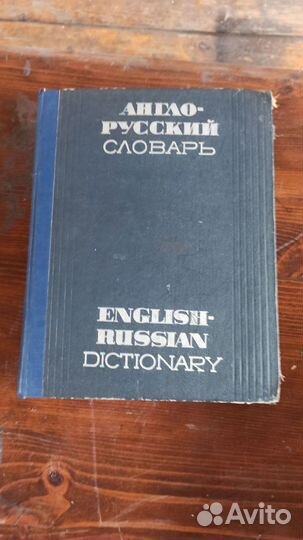 АНГЛО-
РУССКИЙ
СЛОВАРЬ
ENGLISH-
RUSSIAN
DICTIONARY
Avito